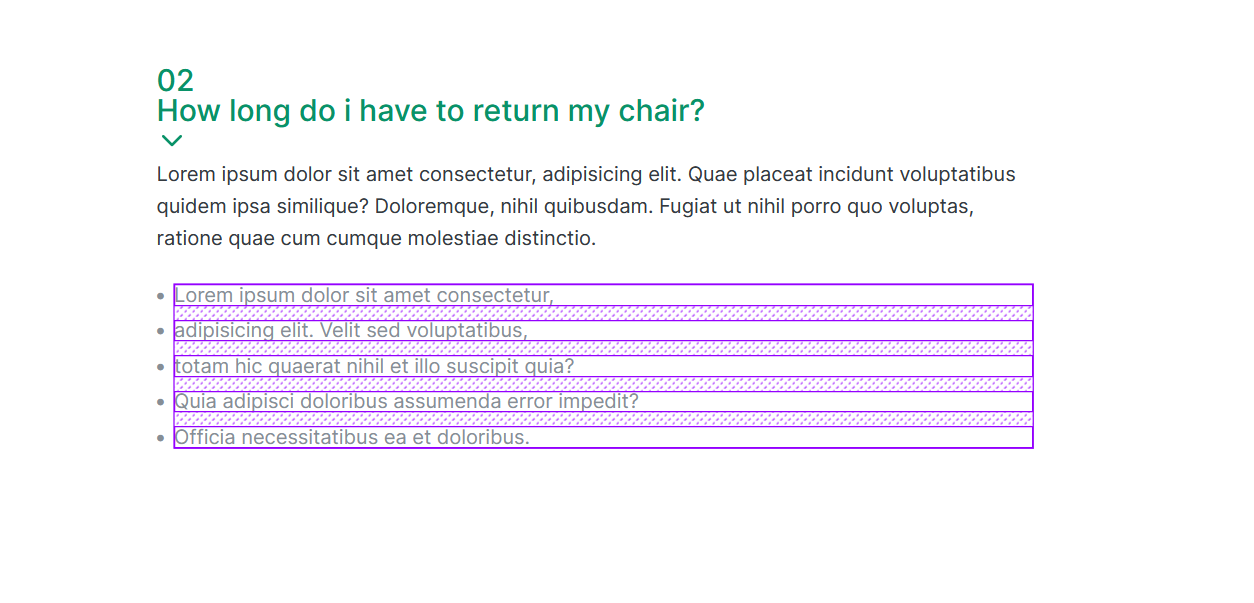 02
How long do i have to return my chair?
Lorem ipsum dolor sit amet consectetur, adipisicing elit. Quae placeat incidunt voluptatibus
quidem ipsa similique? Doloremque, nihil quibusdam. Fugiat ut nihil porro quo voluptas,
ratione quae cum cumque molestiae distinctio.
• Lorem ipsum dolor sit amet consectetur,
• adipisicing elit. Velit sed voluptatibus,
• totam hic quaerat nihil et illo suscipit quia?
• Quia adipisci doloribus assumenda error impedit?
• Officia necessitatibus ea et doloribus.